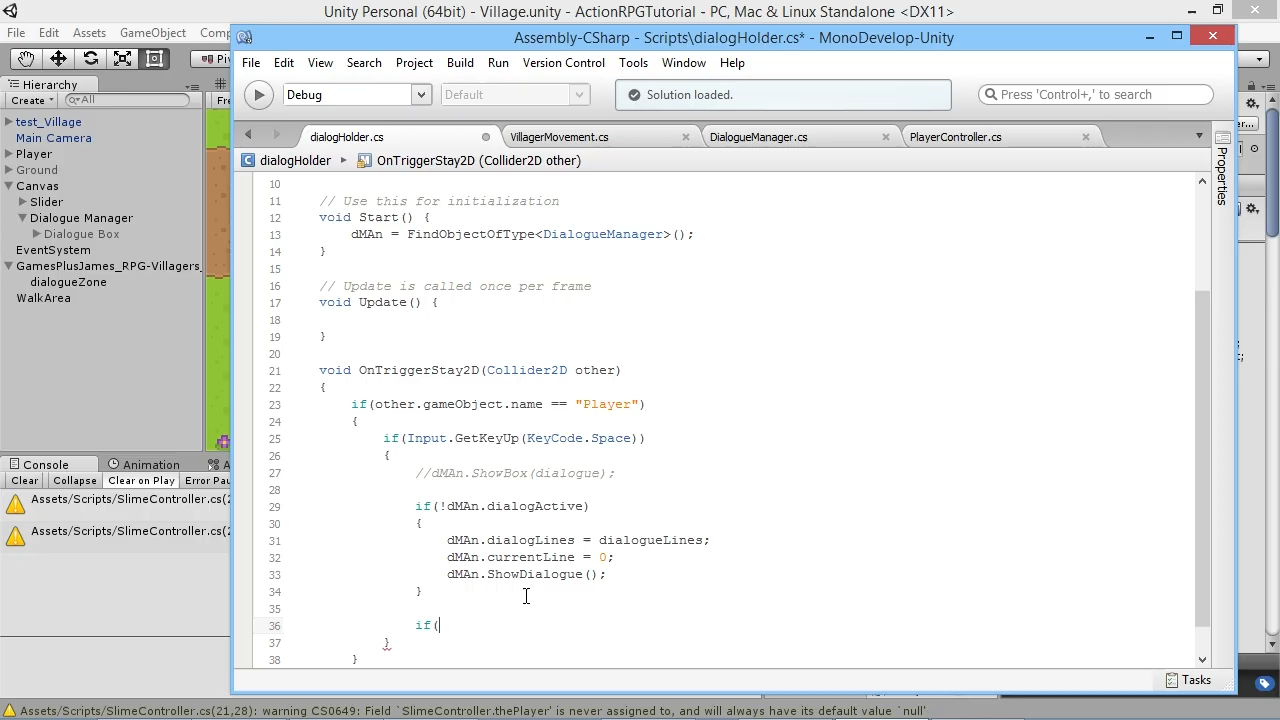 Unity Personal (64bit) - Village.unity - ActionRPGTutorial - PC, Mac & Linux Standalone <DX11>
File Edit Assets GameObject Comp
Assembly-CSharp - Scripts\dialogHolder.cs* - MonoDevelop-Unity
File Edit View Search Project Build Run Version Control Tools Window Help
Piv
Hierarchy
Create All
Fre
Debug Default Solution loaded. Press 'Control+,' to search
test_Village
Main Camera
Player
Ground
Canvas
Slider
Dialogue Manager
Dialogue Box
EventSystem
GamesPlusJames_RPG-Villagers_
dialogueZone
WalkArea
dialogHolder.cs VillagerMovement.cs DialogueManager.cs PlayerController.cs
dialogHolder OnTriggerStay2D (Collider2D other)
Properties
10
11 // Use this for initialization
12 void Start() {
13 dMAn = FindObjectOfType<DialogueManager>();
14 }
15
16 // Update is called once per frame
17 void Update() {
18
19 }
20
21 void OnTriggerStay2D(Collider2D other)
22 {
23 if(other.gameObject.name == "Player")
24 {
25 if(Input.GetKeyUp(KeyCode.Space))
26 {
27 //dMAn.ShowBox(dialogue);
28
29 if(!dMAn.dialogActive)
30 {
31 dMAn.dialogLines = dialogueLines;
32 dMAn.currentLine = 0;
33 dMAn.ShowDialogue();
34 }
35
36 if(
37 }
38 }
Console Animation A
Clear Collapse Clear on Play Error Pau
Assets/Scripts/SlimeController.cs(2
Assets/Scripts/SlimeController.cs(2
Tasks
Assets/Scripts/SlimeController.cs(21,28): warning CS0649: Field `SlimeController.thePlayer' is never assigned to, and will always have its default value `null'